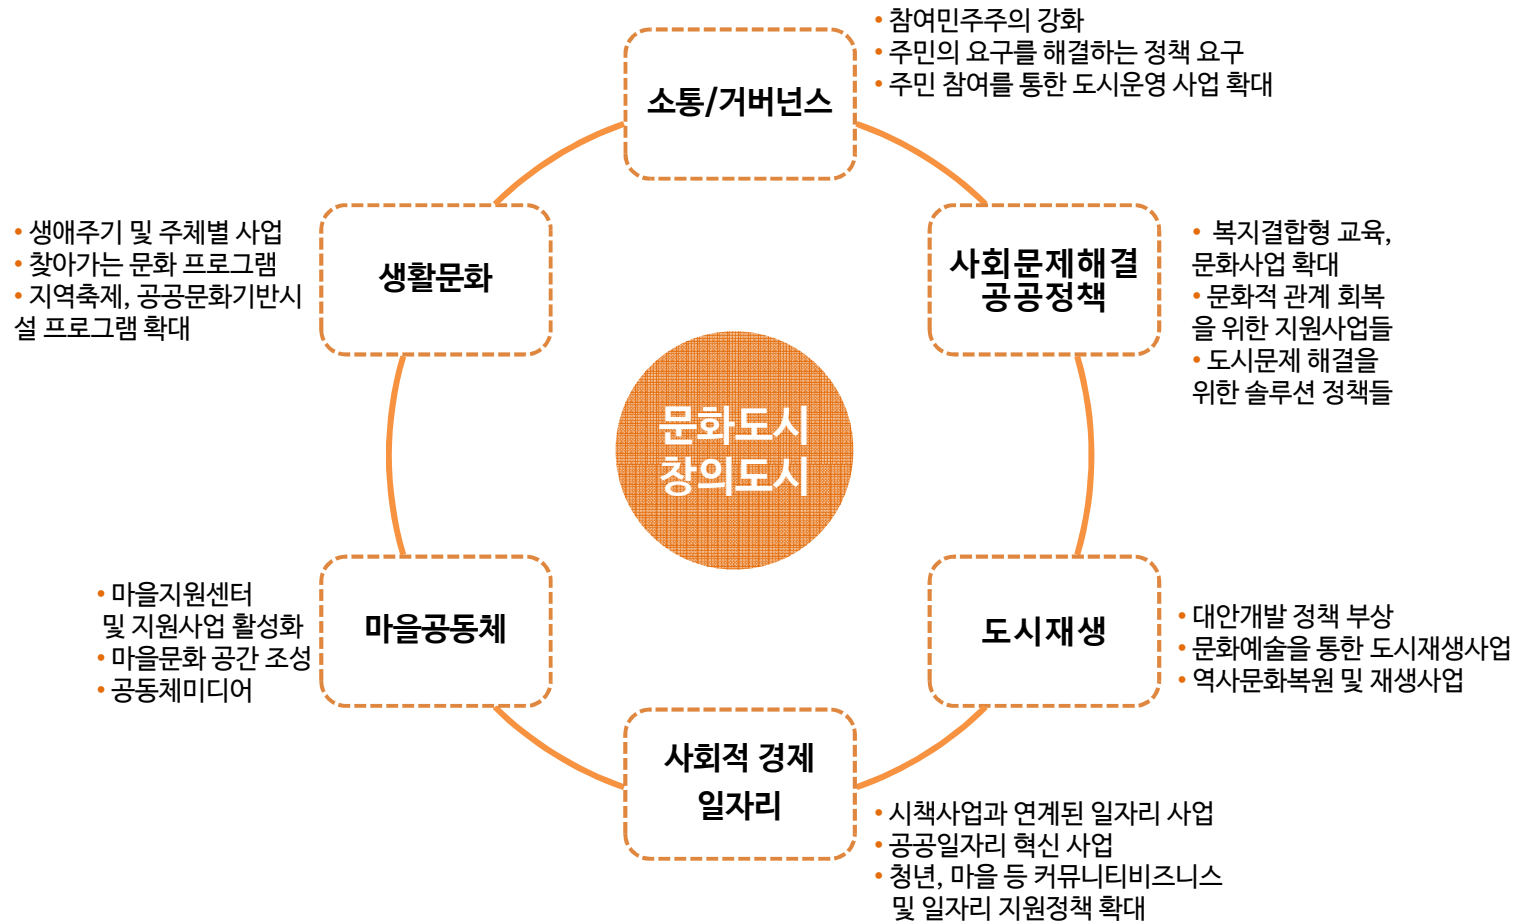 소통/거버넌스
• 참여민주주의 강화
• 주민의 요구를 해결하는 정책 요구
• 주민 참여를 통한 도시운영 사업 확대
사회문제해결
공공정책
• 복지결합형 교육,
문화사업 확대
• 문화적 관계 회복
을 위한 지원사업들
• 도시문제 해결을
위한 솔루션 정책들
도시재생
• 대안개발 정책 부상
• 문화예술을 통한 도시재생사업
• 역사문화복원 및 재생사업
사회적 경제
일자리
• 시책사업과 연계된 일자리 사업
• 공공일자리 혁신 사업
• 청년, 마을 등 커뮤니티비즈니스
및 일자리 지원정책 확대
마을공동체
• 마을지원센터
및 지원사업 활성화
• 마을문화 공간 조성
• 공동체미디어
생활문화
• 생애주기 및 주체별 사업
• 찾아가는 문화 프로그램
• 지역축제, 공공문화기반시
설 프로그램 확대
문화도시
창의도시